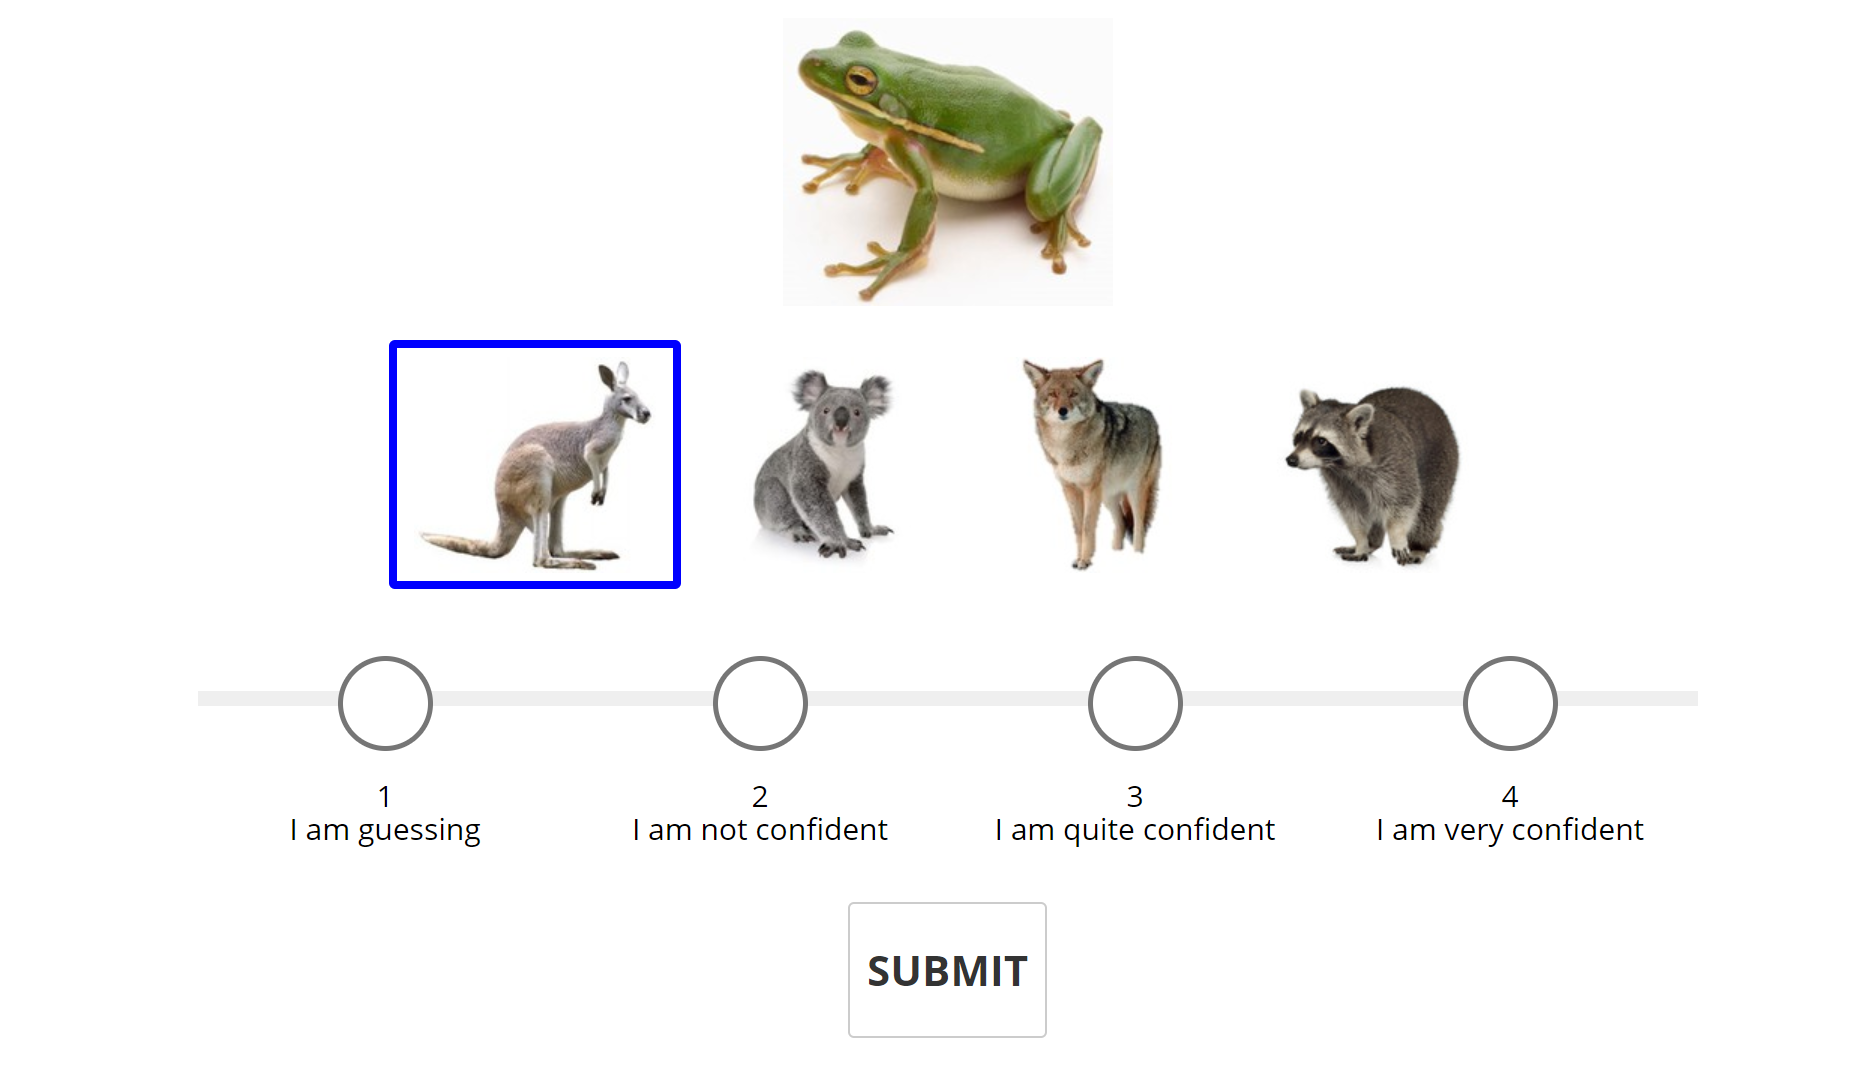 1
I am guessing
2
I am not confident
3
I am quite confident
4
I am very confident
SUBMIT